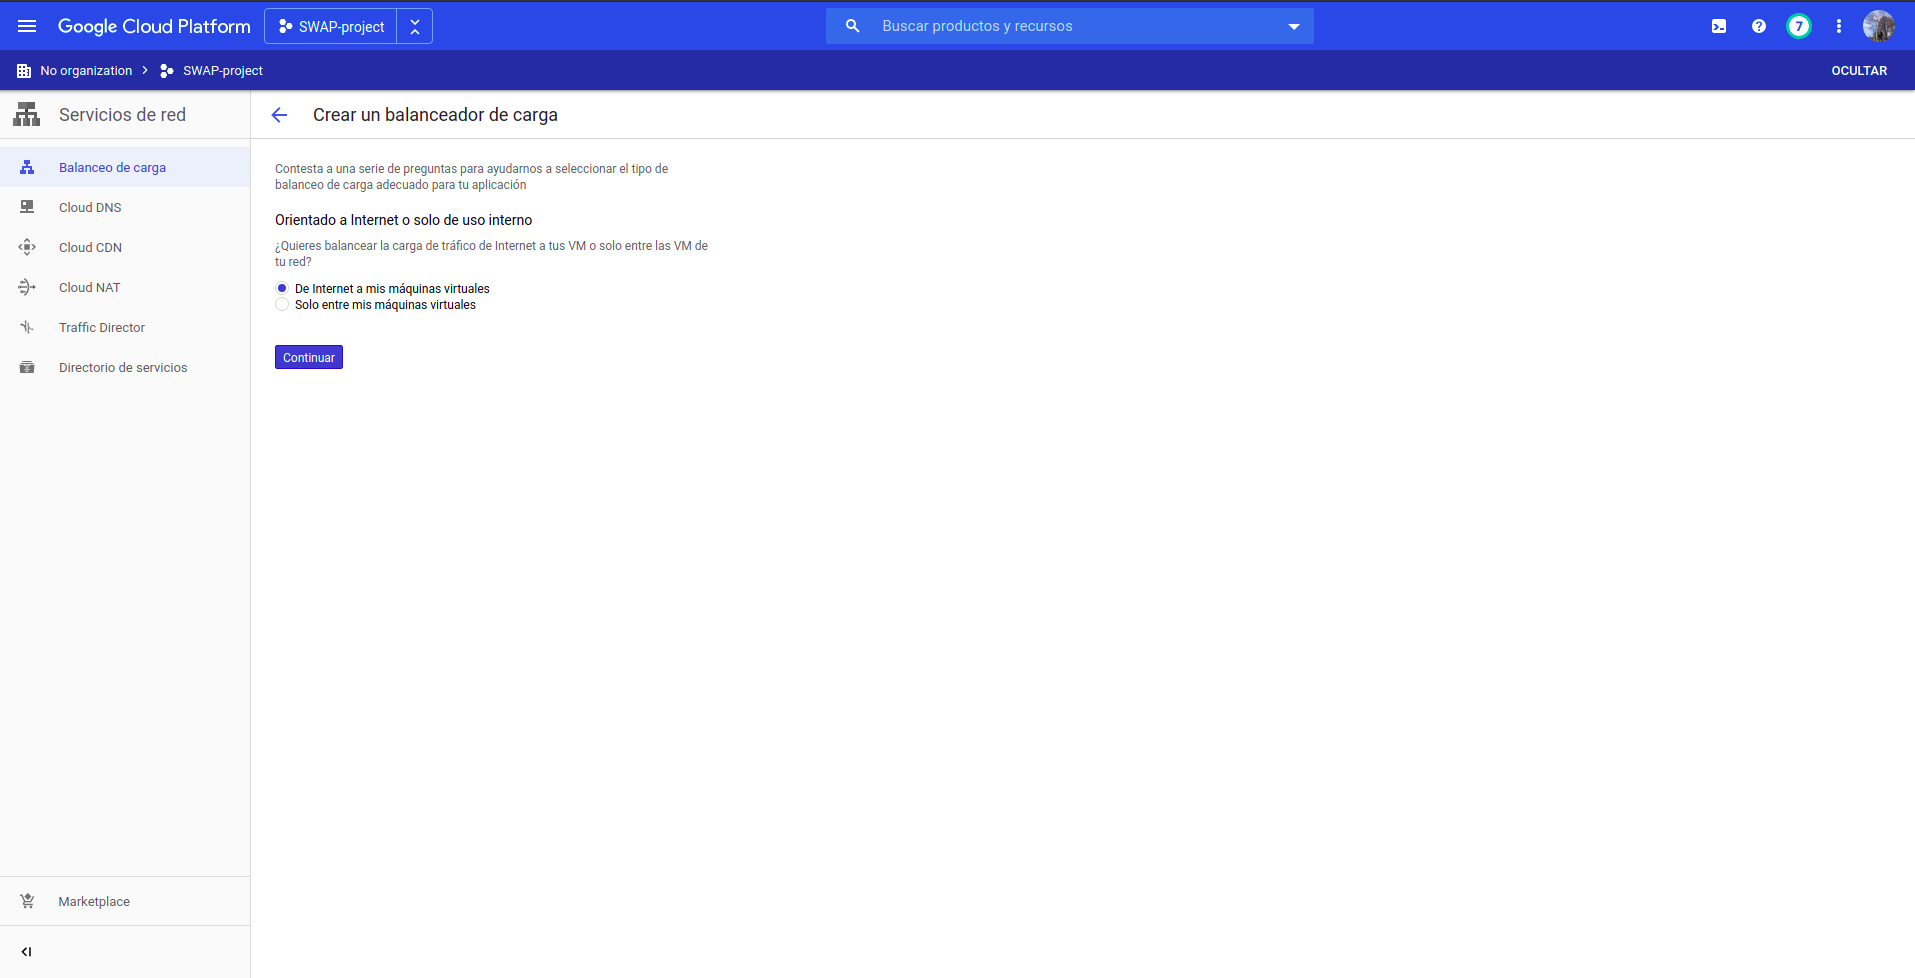 Google Cloud Platform
SWAP-project
Buscar productos y recursos
7
No organization
SWAP-project
OCULTAR
Servicios de red
Crear un balanceador de carga
Balanceo de carga
Cloud DNS
Cloud CDN
Cloud NAT
Traffic Director
Directorio de servicios
Contesta a una serie de preguntas para ayudarnos a seleccionar el tipo de
balanceo de carga adecuado para tu aplicación
Orientado a Internet o solo de uso interno
¿Quieres balancear la carga de tráfico de Internet a tus VM o solo entre las VM de
tu red?
De Internet a mis máquinas virtuales
Solo entre mis máquinas virtuales
Continuar
Marketplace